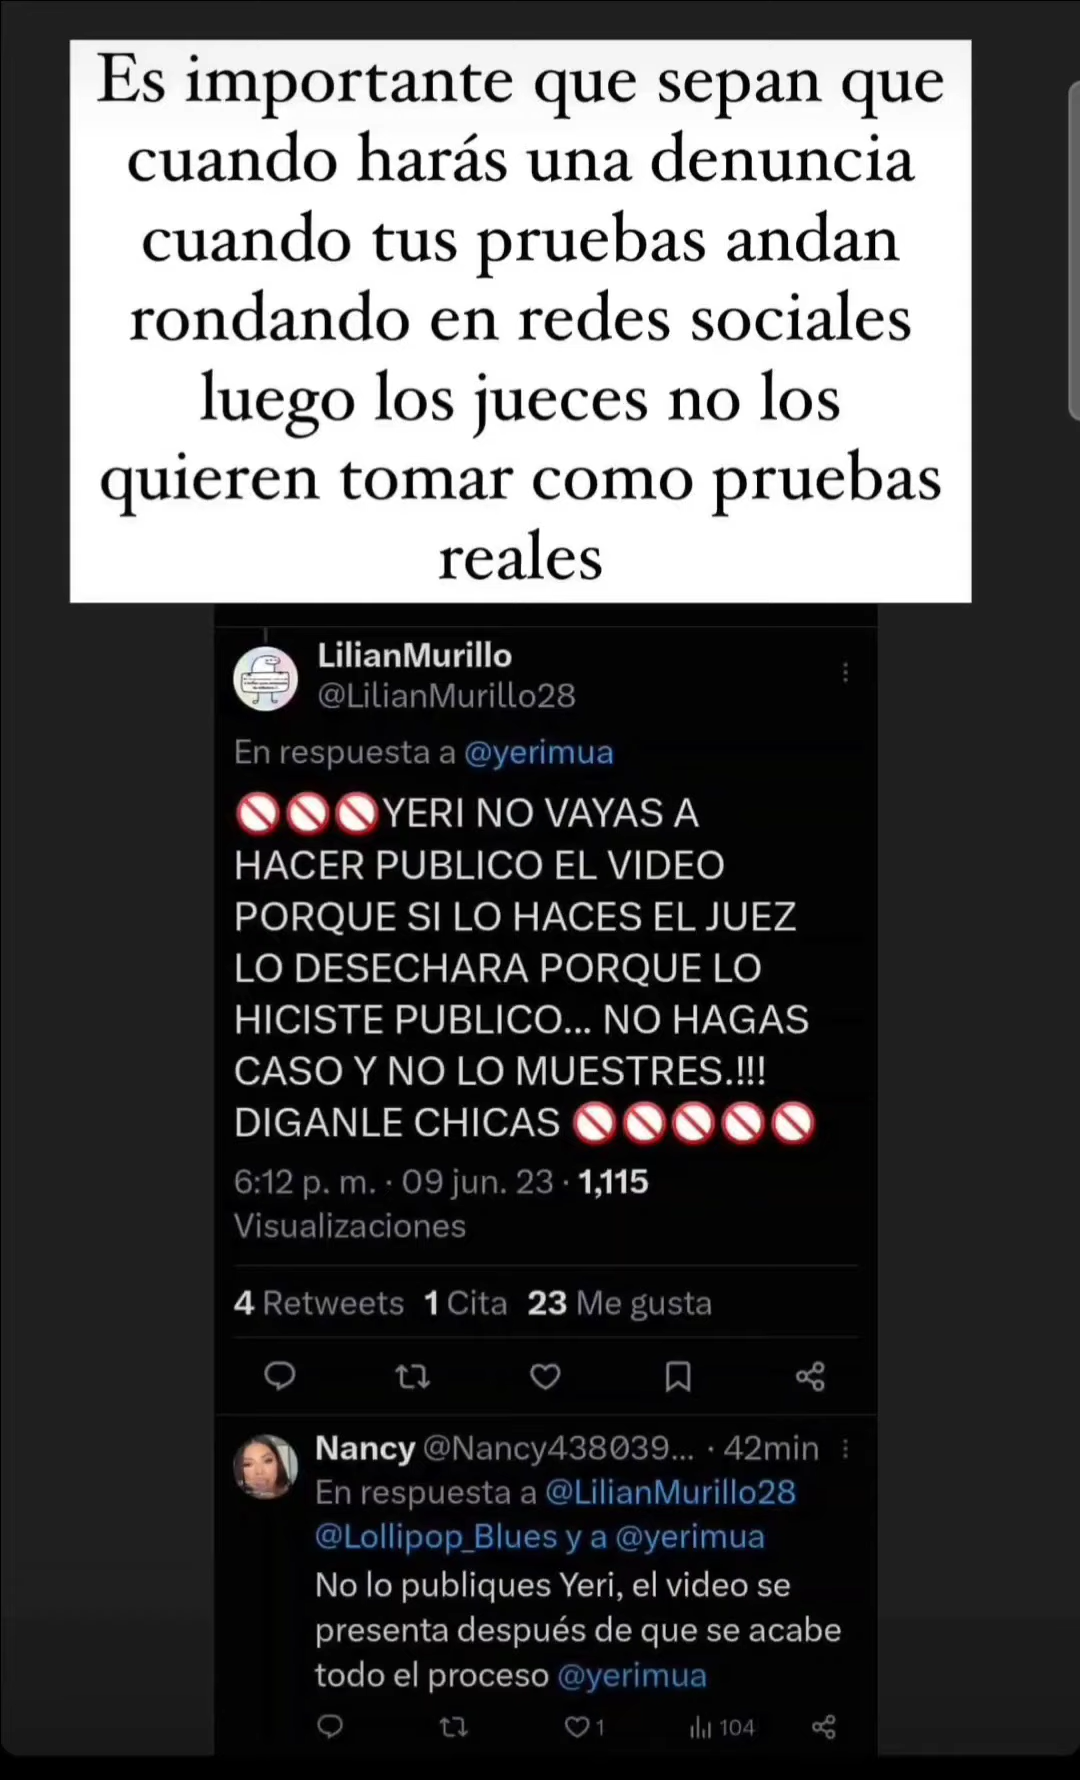 Es importante que sepan que
cuando harás una denuncia
cuando tus pruebas andan
rondando en redes sociales
luego los jueces no los
quieren tomar como pruebas
reales
LilianMurillo
@LilianMurillo28
En respuesta a @yerimua
🚫🚫🚫YERI NO VAYAS A
HACER PUBLICO EL VIDEO
PORQUE SI LO HACES EL JUEZ
LO DESECHARA PORQUE LO
HICISTE PUBLICO... NO HAGAS
CASO Y NO LO MUESTRES.!!!
DIGANLE CHICAS 🚫🚫🚫🚫🚫
6:12 p. m. · 09 jun. 23 · 1,115
Visualizaciones
4 Retweets 1 Cita 23 Me gusta
Nancy @Nancy438039... · 42min
En respuesta a @LilianMurillo28
@Lollipop_Blues y a @yerimua
No lo publiques Yeri, el video se
presenta después de que se acabe
todo el proceso @yerimua
1 104